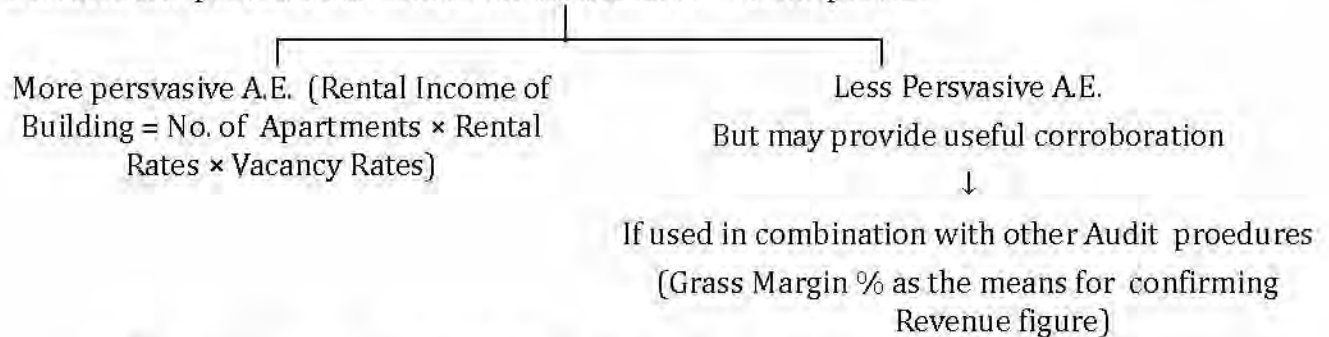 More persvasive A.E. (Rental Income of
Building = No. of Apartments × Rental
Rates × Vacancy Rates)
Less Persvasive A.E.
But may provide useful corroboration
↓
If used in combination with other Audit proedures
(Grass Margin % as the means for confirming
Revenue figure)